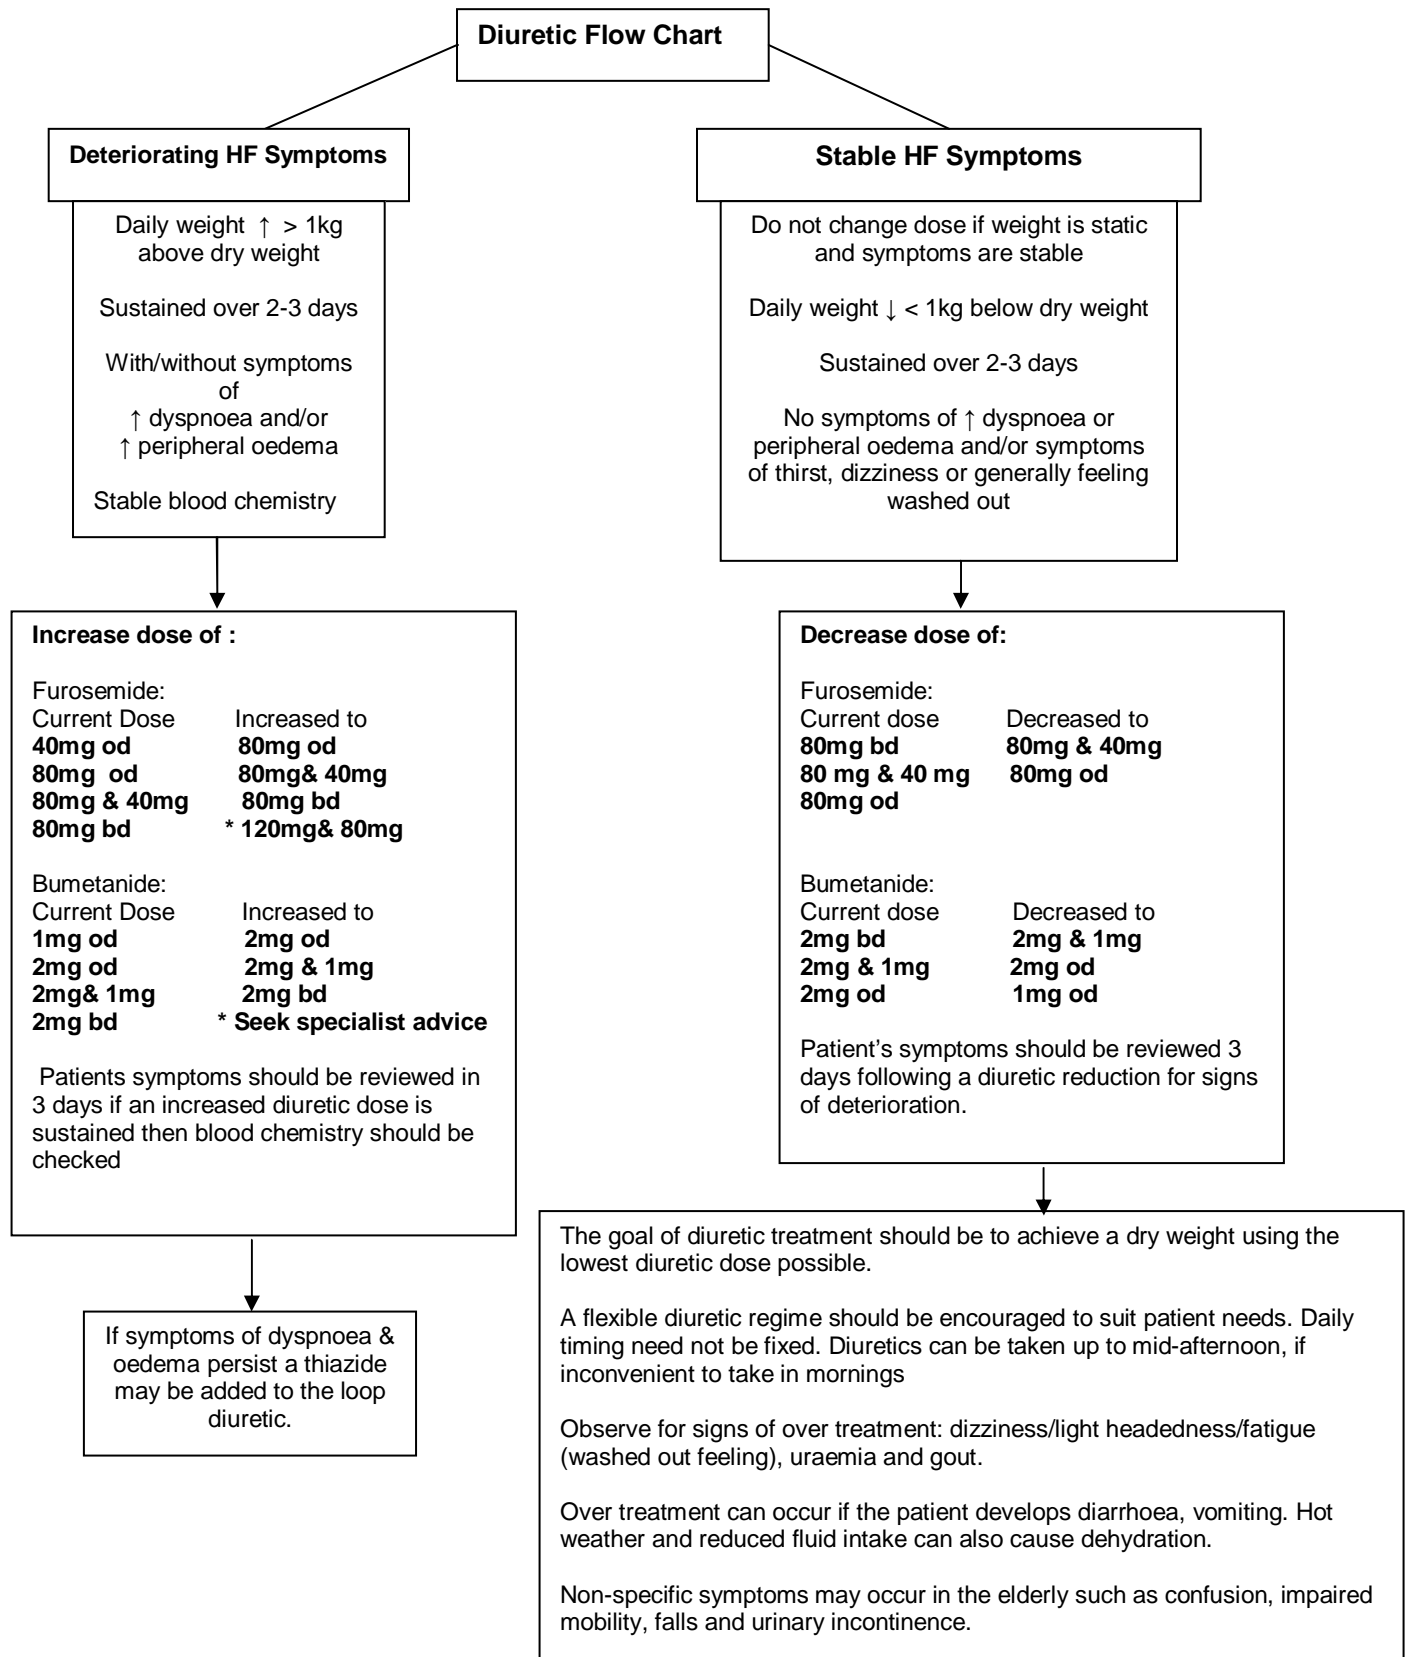 Diuretic Flow Chart
Deteriorating HF Symptoms
Daily weight ↑ > 1kg
above dry weight
Sustained over 2-3 days
With/without symptoms
of
↑ dyspnoea and/or
↑ peripheral oedema
Stable blood chemistry
Stable HF Symptoms
Do not change dose if weight is static
and symptoms are stable
Daily weight ↓ < 1kg below dry weight
Sustained over 2-3 days
No symptoms of ↑ dyspnoea or
peripheral oedema and/or symptoms
of thirst, dizziness or generally feeling
washed out
Increase dose of :
Furosemide:
Current Dose Increased to
40mg od 80mg od
80mg od 80mg& 40mg
80mg & 40mg 80mg bd
80mg bd * 120mg& 80mg
Bumetanide:
Current Dose Increased to
1mg od 2mg od
2mg od 2mg & 1mg
2mg& 1mg 2mg bd
2mg bd * Seek specialist advice
Patients symptoms should be reviewed in
3 days if an increased diuretic dose is
sustained then blood chemistry should be
checked
If symptoms of dyspnoea &
oedema persist a thiazide
may be added to the loop
diuretic.
Decrease dose of:
Furosemide:
Current dose Decreased to
80mg bd 80mg & 40mg
80 mg & 40 mg 80mg od
80mg od
Bumetanide:
Current dose Decreased to
2mg bd 2mg & 1mg
2mg & 1mg 2mg od
2mg od 1mg od
Patient’s symptoms should be reviewed 3
days following a diuretic reduction for signs
of deterioration.
The goal of diuretic treatment should be to achieve a dry weight using the
lowest diuretic dose possible.
A flexible diuretic regime should be encouraged to suit patient needs. Daily
timing need not be fixed. Diuretics can be taken up to mid-afternoon, if
inconvenient to take in mornings
Observe for signs of over treatment: dizziness/light headedness/fatigue
(washed out feeling), uraemia and gout.
Over treatment can occur if the patient develops diarrhoea, vomiting. Hot
weather and reduced fluid intake can also cause dehydration.
Non-specific symptoms may occur in the elderly such as confusion, impaired
mobility, falls and urinary incontinence.